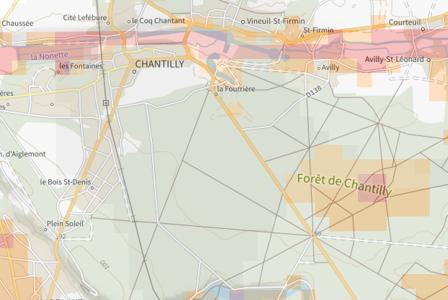 Chaussée
Cité Lefébure
le Coq Chantant
Vineuil-St-Firmin
Courteuil
St-Firmin
la Nonette
les Fontaines
CHANTILLY
Avilly-St-Léonard
Avilly
la Fourrière
D138
n. d'Aiglemont
le Bois St-Denis
Forêt de Chantilly
Plein Soleil